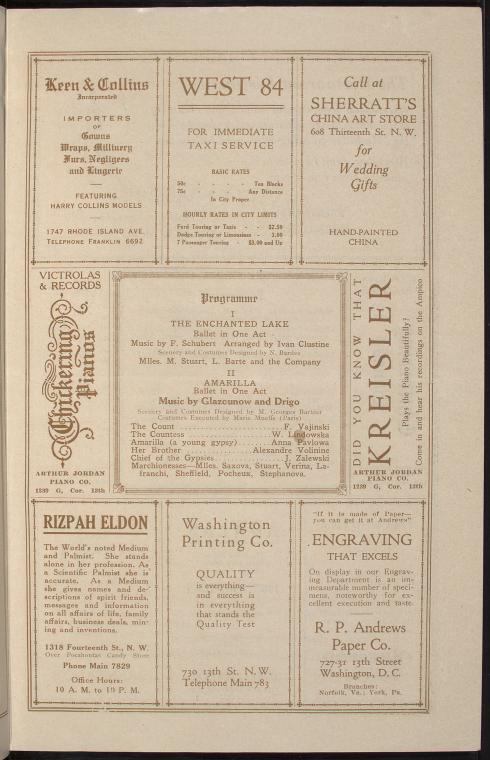 Keen & Collins
Incorporated
IMPORTERS
OF
Gowns
Wraps, Millinery
Furs, Negligees
and Lingerie
FEATURING
HARRY COLLINS MODELS
1747 RHODE ISLAND AVE.
TELEPHONE FRANKLIN 6692
WEST 84
FOR IMMEDIATE
TAXI SERVICE
BASIC RATES
50c - - - - Ten Blocks
75c - - - - Any Distance
In City Proper
HOURLY RATES IN CITY LIMITS
Ford Touring or Taxis - - $2.50
Dodge Touring or Limousines - 3.00
7 Passenger Touring - $3.00 and Up
Call at
SHERRATT'S
CHINA ART STORE
608 Thirteenth St. N. W.
for
Wedding
Gifts
HAND-PAINTED
CHINA
VICTROLAS
& RECORDS
Chickering
Pianos
ARTHUR JORDAN
PIANO CO.
1239 G, Cor. 13th
Programme
I
THE ENCHANTED LAKE
Ballet in One Act
Music by F. Schubert Arranged by Ivan Clustine
Scenery and Costumes Designed by N. Bardes
Mlles. M. Stuart, L. Barte and the Company
II
AMARILLA
Ballet in One Act
Music by Glazounow and Drigo
Scenery and Costumes Designed by M. Georges Barbier
Costumes Executed by Marie Muelle (Paris)
The Count ........ F. Vajinski
The Countess ........ W. Lindowska
Amarilla (a young gypsy) ........ Anna Pavlowa
Her Brother ........ Alexandre Volinine
Chief of the Gypsies ........ J. Zalewski
Marchionesses—Mlles. Saxova, Stuart, Verina, La-
franchi, Sheffield, Pocheux, Stephanova.
DID YOU KNOW THAT
KREISLER
Plays the Piano Beautifully?
Come in and hear his recordings on the Ampico
ARTHUR JORDAN
PIANO CO.
1239 G, Cor. 13th
RIZPAH ELDON
The World's noted Medium
and Palmist. She stands
alone in her profession. As
a Scientific Palmist she is
accurate. As a Medium
she gives names and de-
scriptions of spirit friends,
messages and information
on all affairs of life, family
affairs, business deals, min-
ing and inventions.
1318 Fourteenth St., N. W.
Over Pocahontas Candy Store
Phone Main 7829
Office Hours:
10 A. M. to 10 P. M.
Washington
Printing Co.
QUALITY
is everything—
and success is
in everything
that stands the
Quality Test
730 13th St. N. W.
Telephone Main 783
"If it is made of Paper—
you can get it at Andrews"
ENGRAVING
THAT EXCELS
On display in our Engrav-
ing Department is an im-
measurable number of speci-
mens, noteworthy for ex-
cellent execution and taste.
R. P. Andrews
Paper Co.
727-31 13th Street
Washington, D. C.
Branches:
Norfolk, Va.; York, Pa.